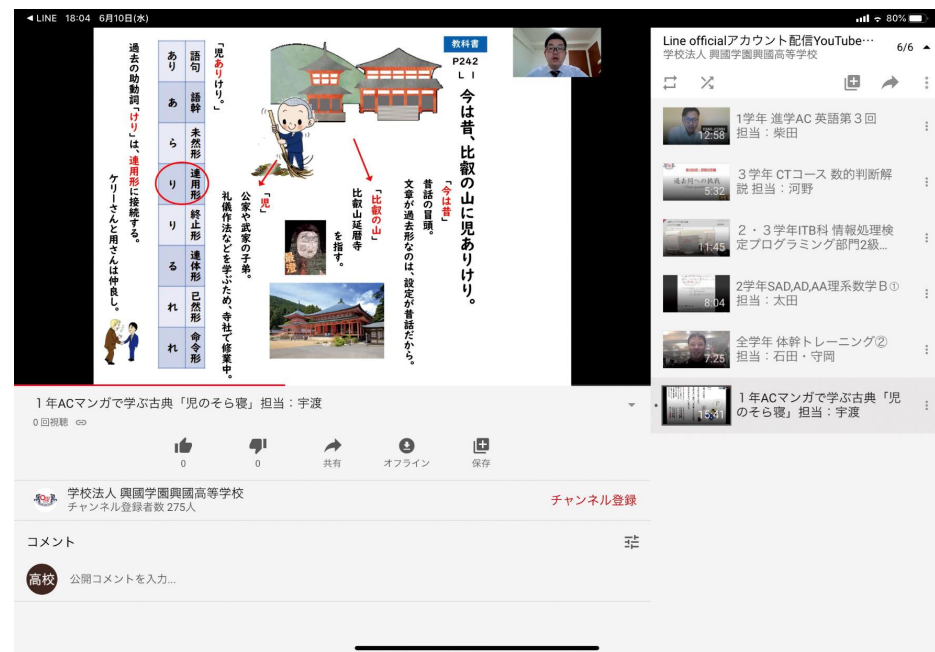 ◀ LINE 18:04 6月10日(水)
80%
教科書
P242
L 1
今は昔、比叡の山に児ありけり。
「今は昔」
昔話の冒頭。
文章が過去形なのは、設定が昔話だから。
「比叡の山」
比叡山延暦寺
を指す。
「児」
公家や武家の子弟。
礼儀作法などを学ぶため、寺社で修業中。
「児ありけり。」
語句 語幹 未然形 連用形 終止形 連体形 已然形 命令形
あり あ ら り り る れ れ
過去の助動詞「けり」は、連用形に接続する。
ケリーさんと用さんは仲良し。
1年ACマンガで学ぶ古典「児のそら寝」担当：宇渡
0回視聴
0
0
共有
オフライン
保存
学校法人 興國学園興國高等学校
チャンネル登録者数 275人
チャンネル登録
コメント
高校
公開コメントを入力...
Line officialアカウント配信YouTube…
学校法人 興國学園興國高等学校
6/6
12:58
1学年 進学AC 英語第３回
担当：柴田
過去問への挑戦
5:32
３学年 CTコース 数的判断解
説 担当：河野
11:45
２・３学年ITB科 情報処理検
定プログラミング部門2級...
8:04
2学年SAD,AD,AA理系数学Ｂ①
担当：太田
7:25
全学年 体幹トレーニング②
担当：石田・守岡
15:41
1年ACマンガで学ぶ古典「児
のそら寝」担当：宇渡